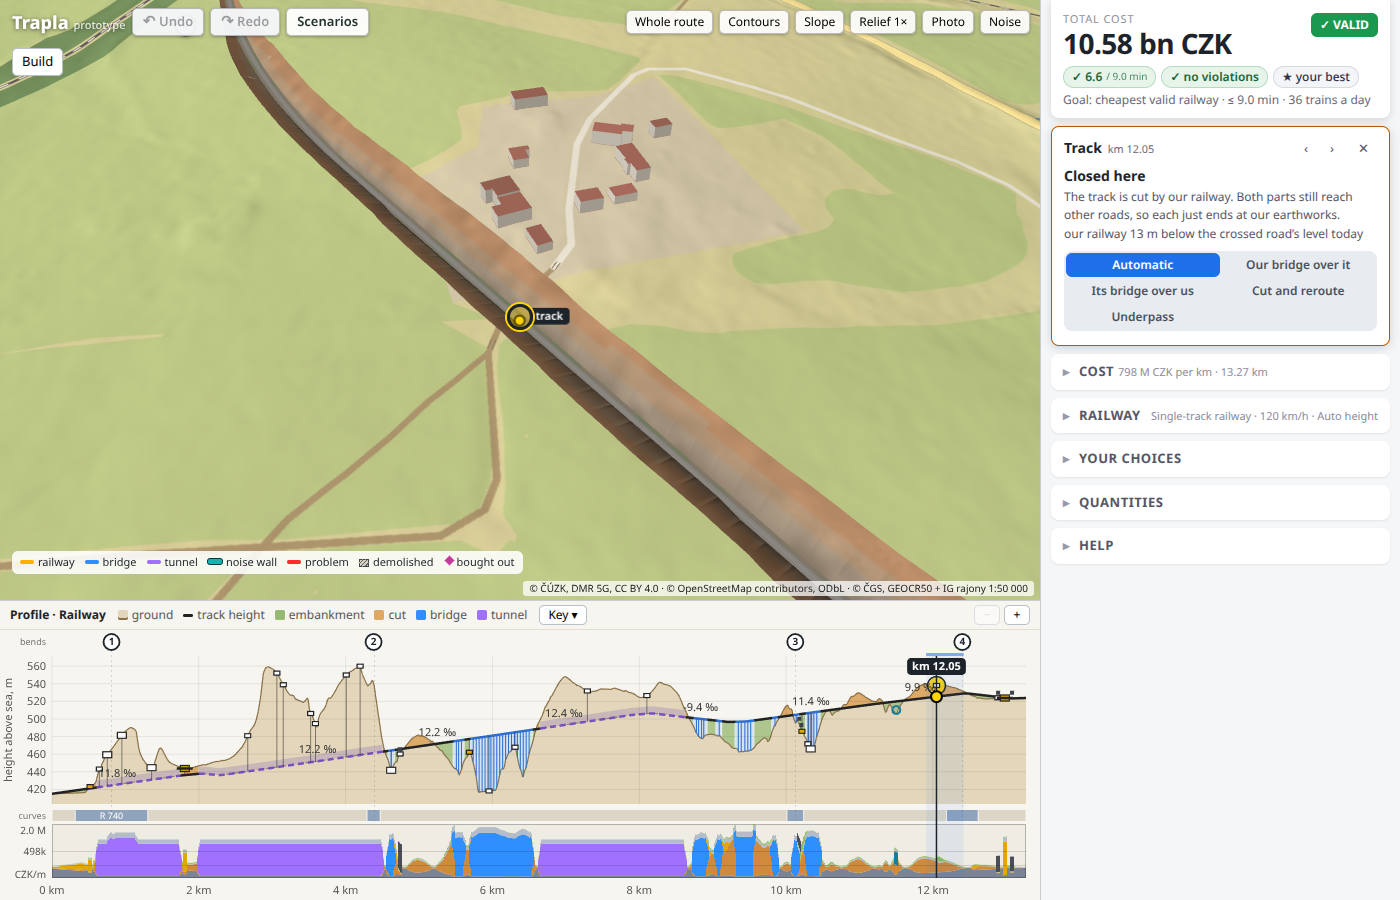 Trapla prototype
↶ Undo
↷ Redo
Scenarios
Whole route
Contours
Slope
Relief 1×
Photo
Noise
Build
track
railway
bridge
tunnel
noise wall
problem
demolished
bought out
© ČÚZK, DMR 5G, CC BY 4.0 · © OpenStreetMap contributors, ODbL · © ČGS, GEOCR50 + IG rajony 1:50 000
TOTAL COST
10.58 bn CZK
✓ VALID
✓ 6.6 / 9.0 min
✓ no violations
★ your best
Goal: cheapest valid railway · ≤ 9.0 min · 36 trains a day
Track km 12.05
‹ › ✕
Closed here
The track is cut by our railway. Both parts still reach
other roads, so each just ends at our earthworks.
our railway 13 m below the crossed road’s level today
Automatic
Our bridge over it
Its bridge over us
Cut and reroute
Underpass
▶ COST 798 M CZK per km · 13.27 km
▶ RAILWAY Single-track railway · 120 km/h · Auto height
▶ YOUR CHOICES
▶ QUANTITIES
▶ HELP
Profile · Railway
ground
track height
embankment
cut
bridge
tunnel
Key ▾
− +
bends
1 2 3 4
height above sea, m
560
540
520
500
480
460
440
420
11.8 ‰
12.2 ‰
12.2 ‰
12.4 ‰
9.4 ‰
11.4 ‰
9.9 ‰
km 12.05
curves
R 740
2.0 M
498k
CZK/m
0 km
2 km
4 km
6 km
8 km
10 km
12 km